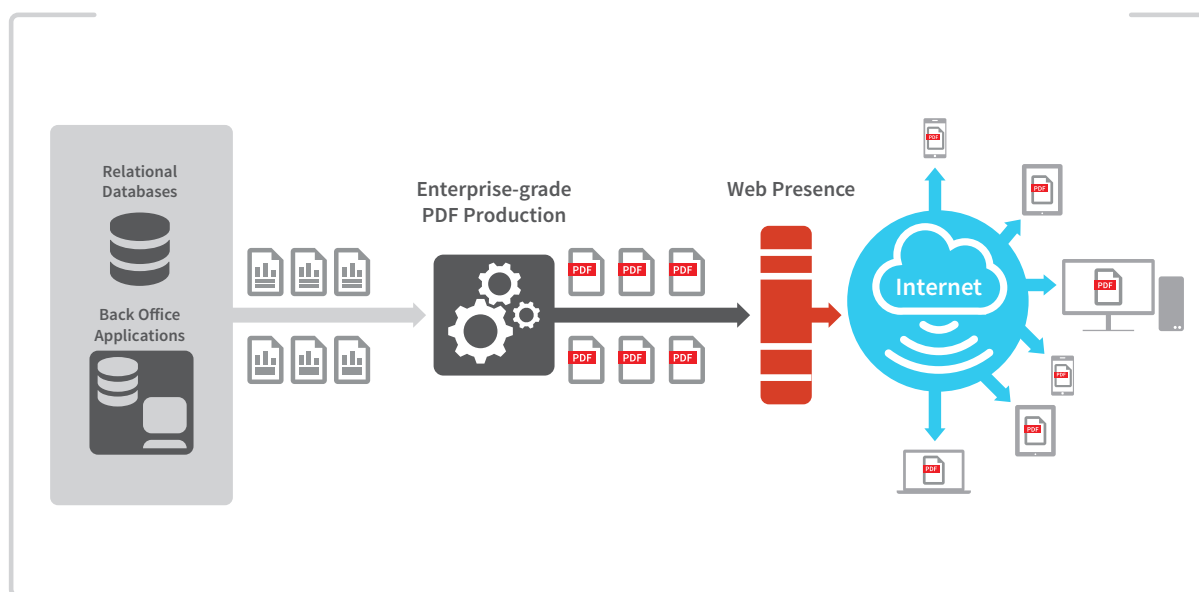 Relational
Databases
Back Office
Applications
Enterprise-grade
PDF Production
PDF
PDF
PDF
PDF
PDF
PDF
Web Presence
Internet
PDF
PDF
PDF
PDF
PDF
PDF